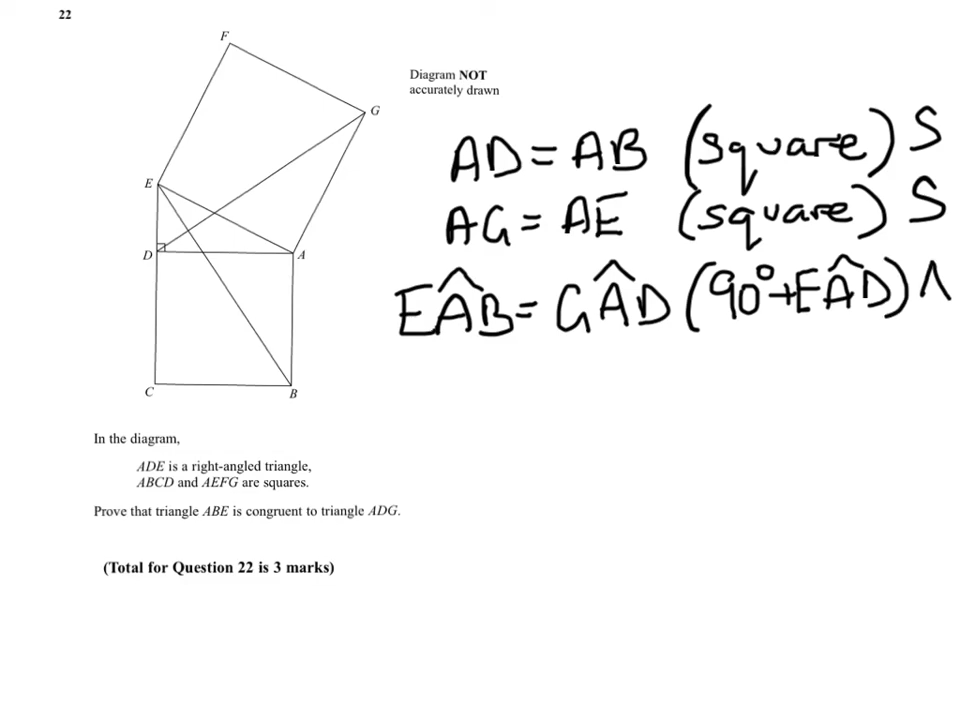 22
F
Diagram NOT
accurately drawn
G
AD = AB (square) S
E
AG = AE (square) S
D
A
EÂB = GÂD (90°+EÂD) A
C
B
In the diagram,
ADE is a right-angled triangle,
ABCD and AEFG are squares.
Prove that triangle ABE is congruent to triangle ADG.
(Total for Question 22 is 3 marks)